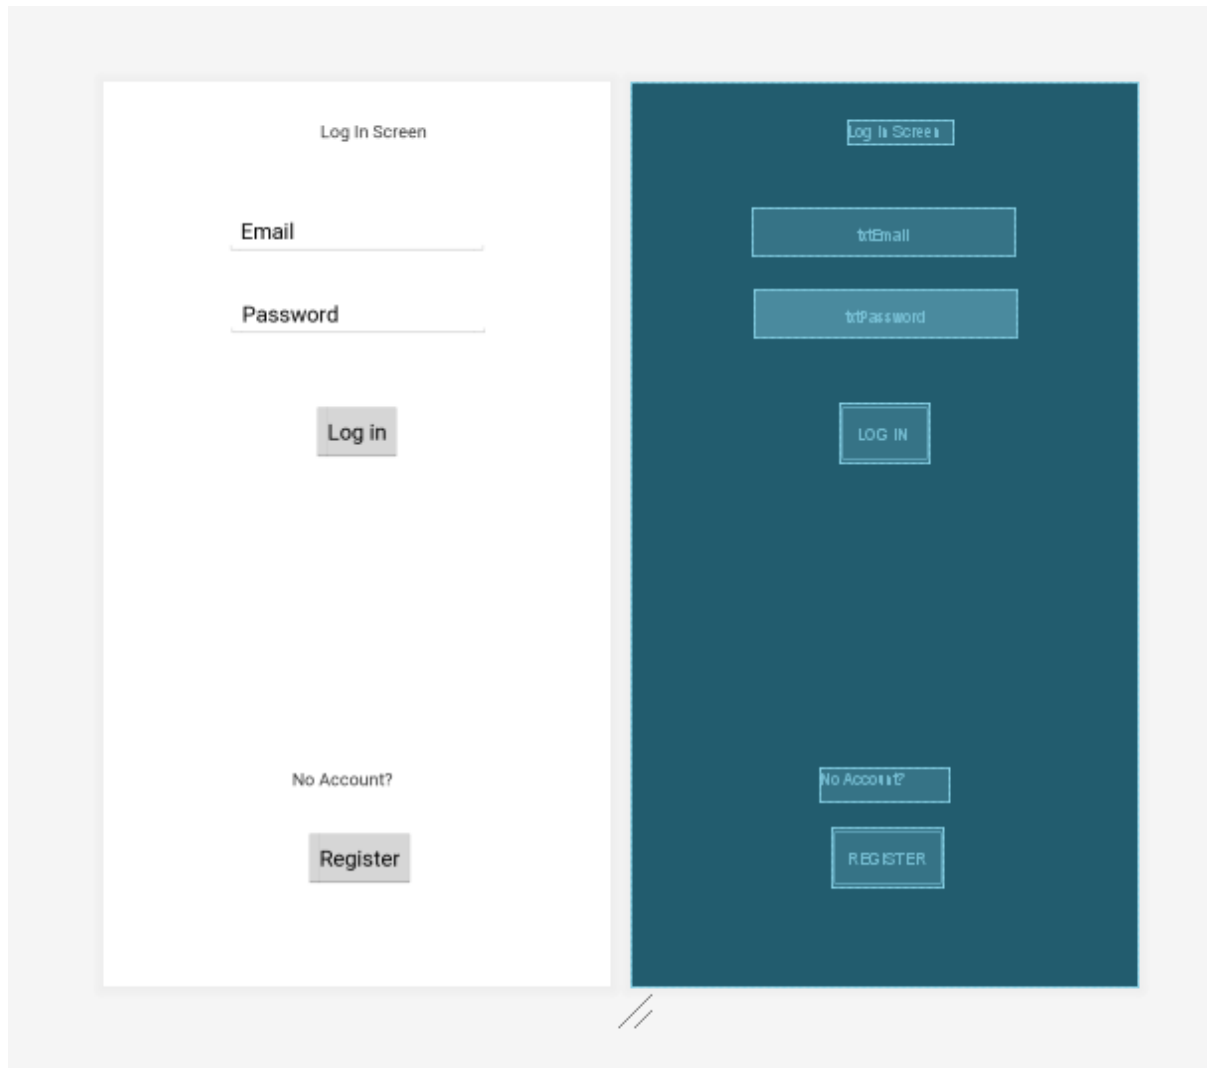 Log In Screen
Email
Password
Log in
No Account?
Register
Log In Screen
txtEmail
txtPassword
LOG IN
No Account?
REGISTER